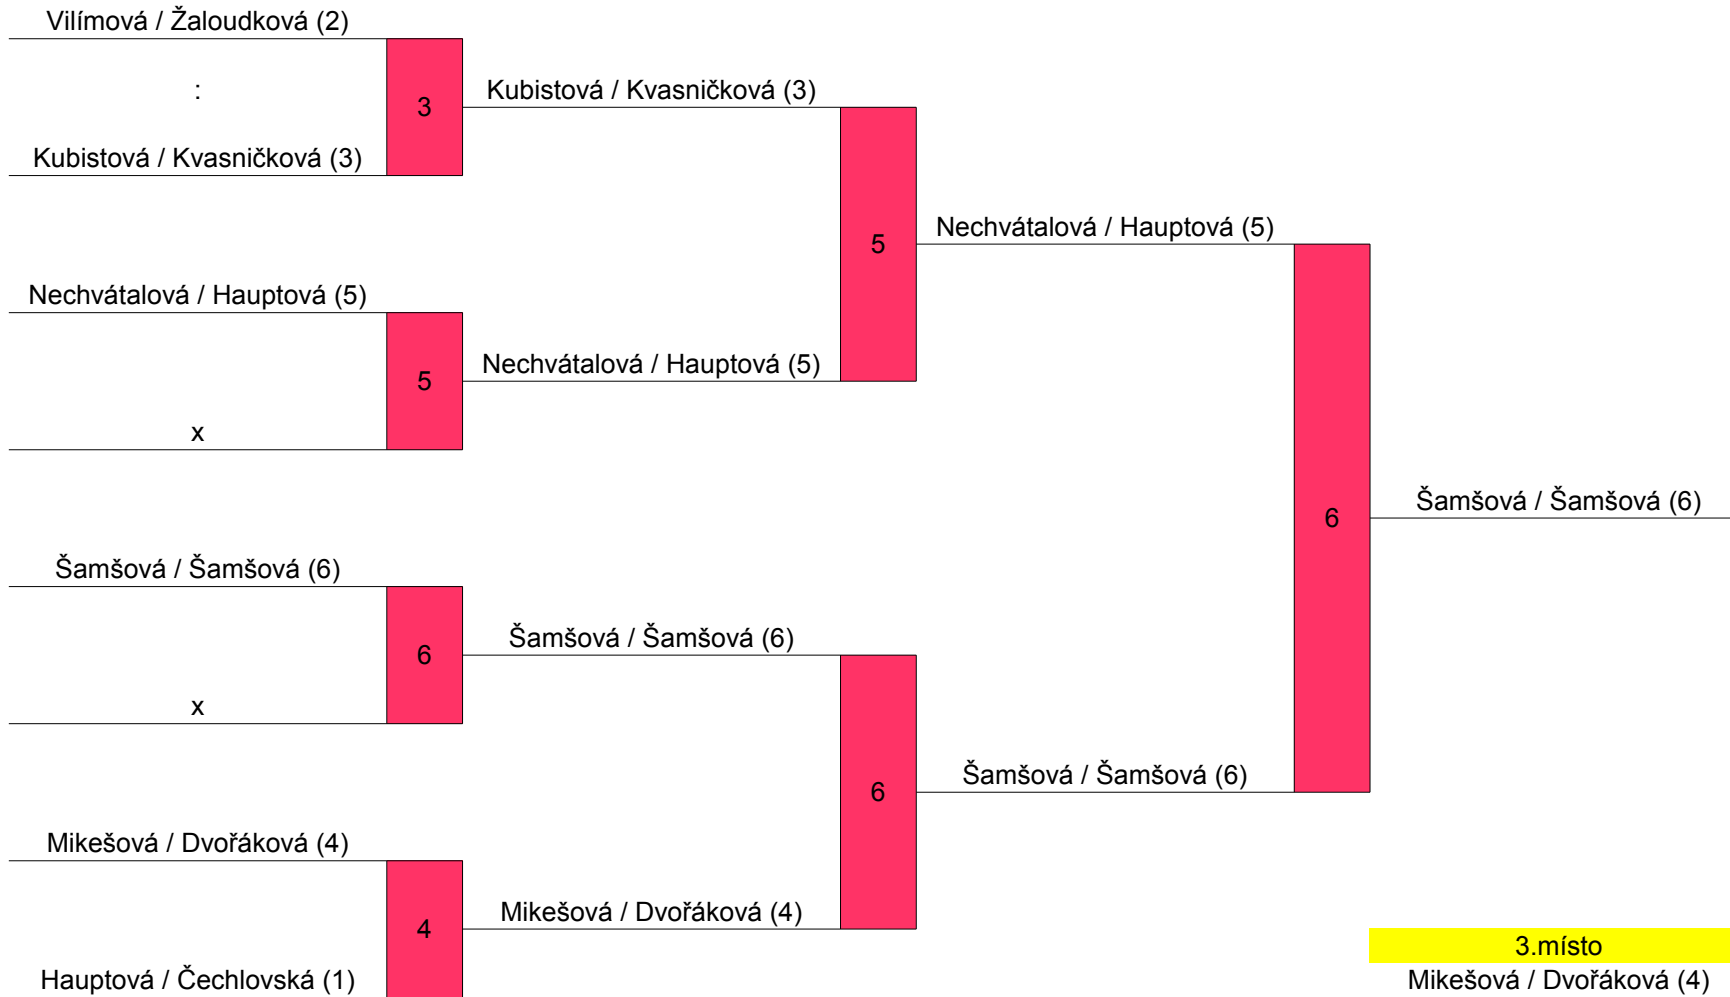 Vilímová / Žaloudková (2)
:
3
Kubistová / Kvasničková (3)
Kubistová / Kvasničková (3)
5
Nechvátalová / Hauptová (5)
Nechvátalová / Hauptová (5)
5
Nechvátalová / Hauptová (5)
x
6
Šamšová / Šamšová (6)
Šamšová / Šamšová (6)
6
Šamšová / Šamšová (6)
x
6
Šamšová / Šamšová (6)
Mikešová / Dvořáková (4)
4
Mikešová / Dvořáková (4)
Hauptová / Čechlovská (1)
3.místo
Mikešová / Dvořáková (4)